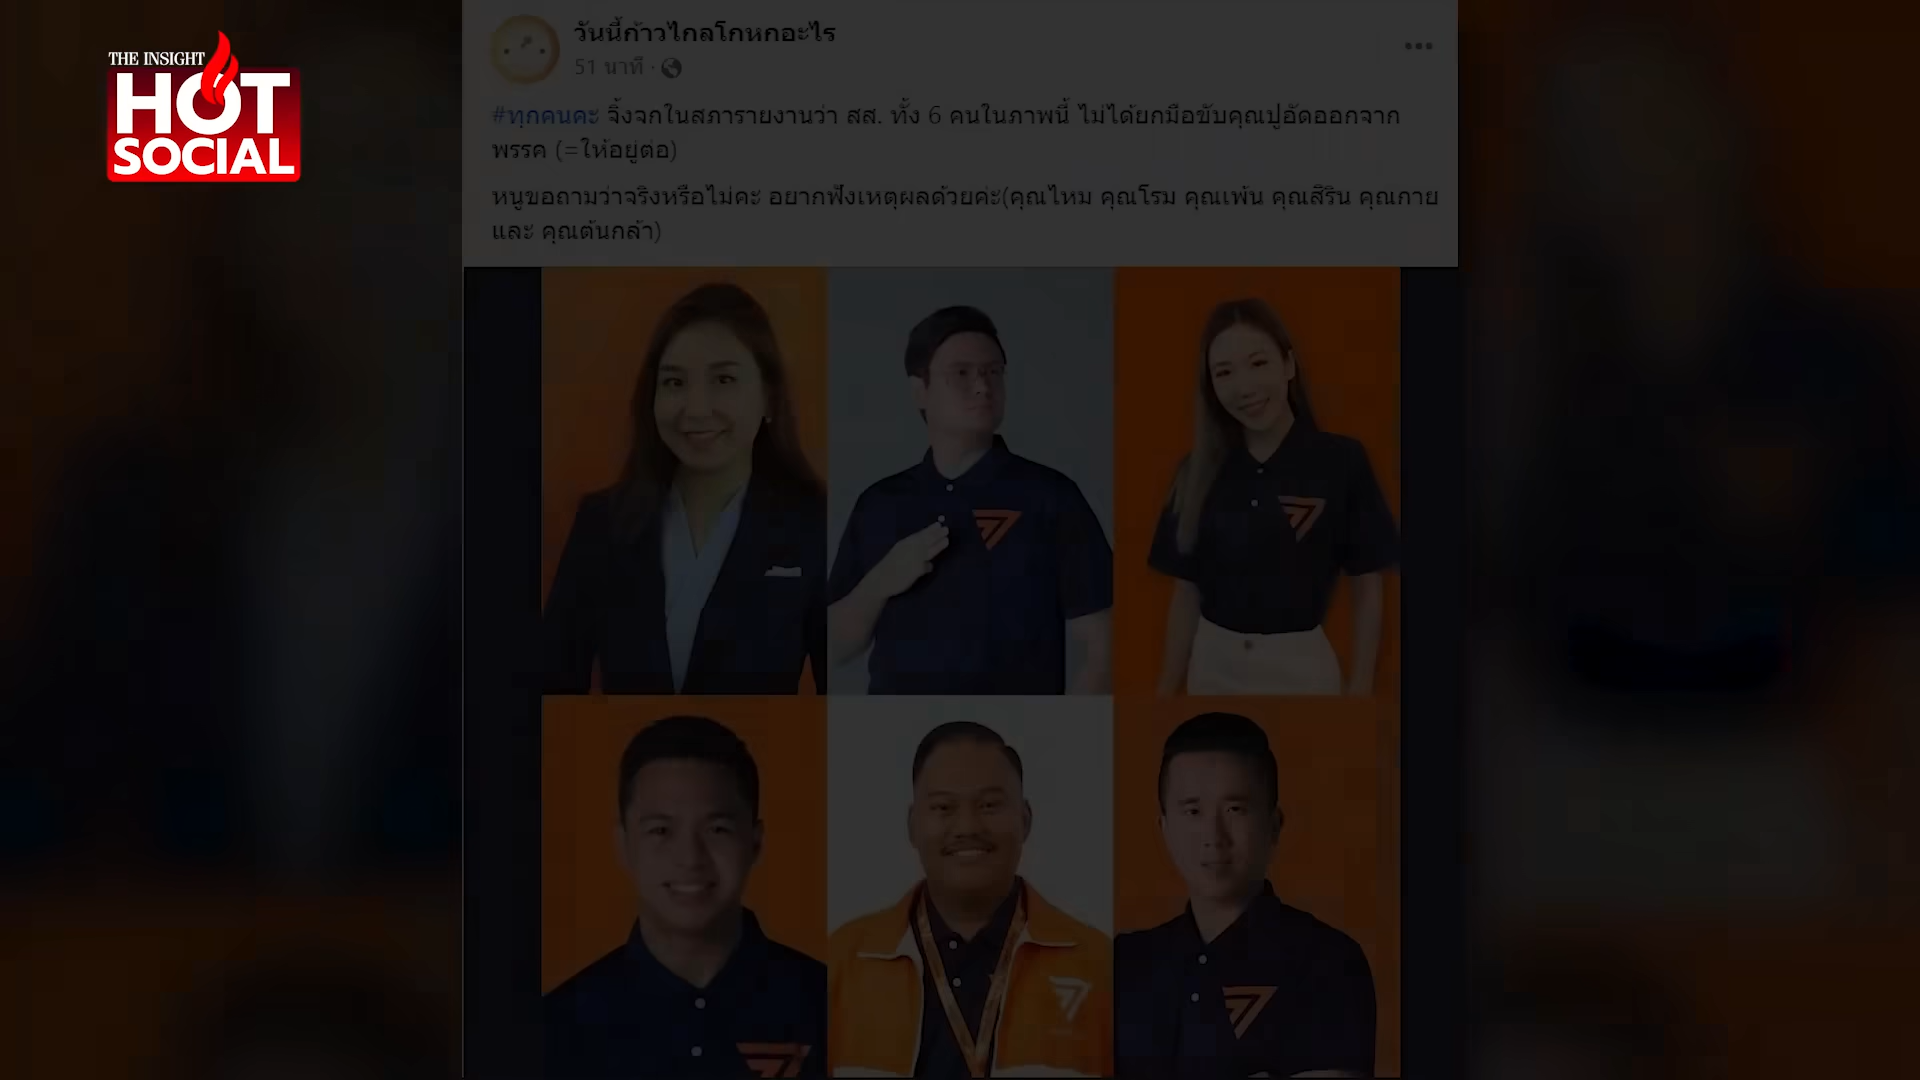 THE INSIGHT
HOT
SOCIAL
วันนี้ก้าวไกลโกหกอะไร
51 นาที ·
#ทุกคนคะ จิ้งจกในสภารายงานว่า สส. ทั้ง 6 คนในภาพนี้ ไม่ได้ยกมือขับคุณปูอัดออกจาก
พรรค (=ให้อยู่ต่อ)
หนูขอถามว่าจริงหรือไม่คะ อยากฟังเหตุผลด้วยค่ะ(คุณไหม คุณโรม คุณเพ้น คุณสิริน คุณกาย
และ คุณต้นกล้า)